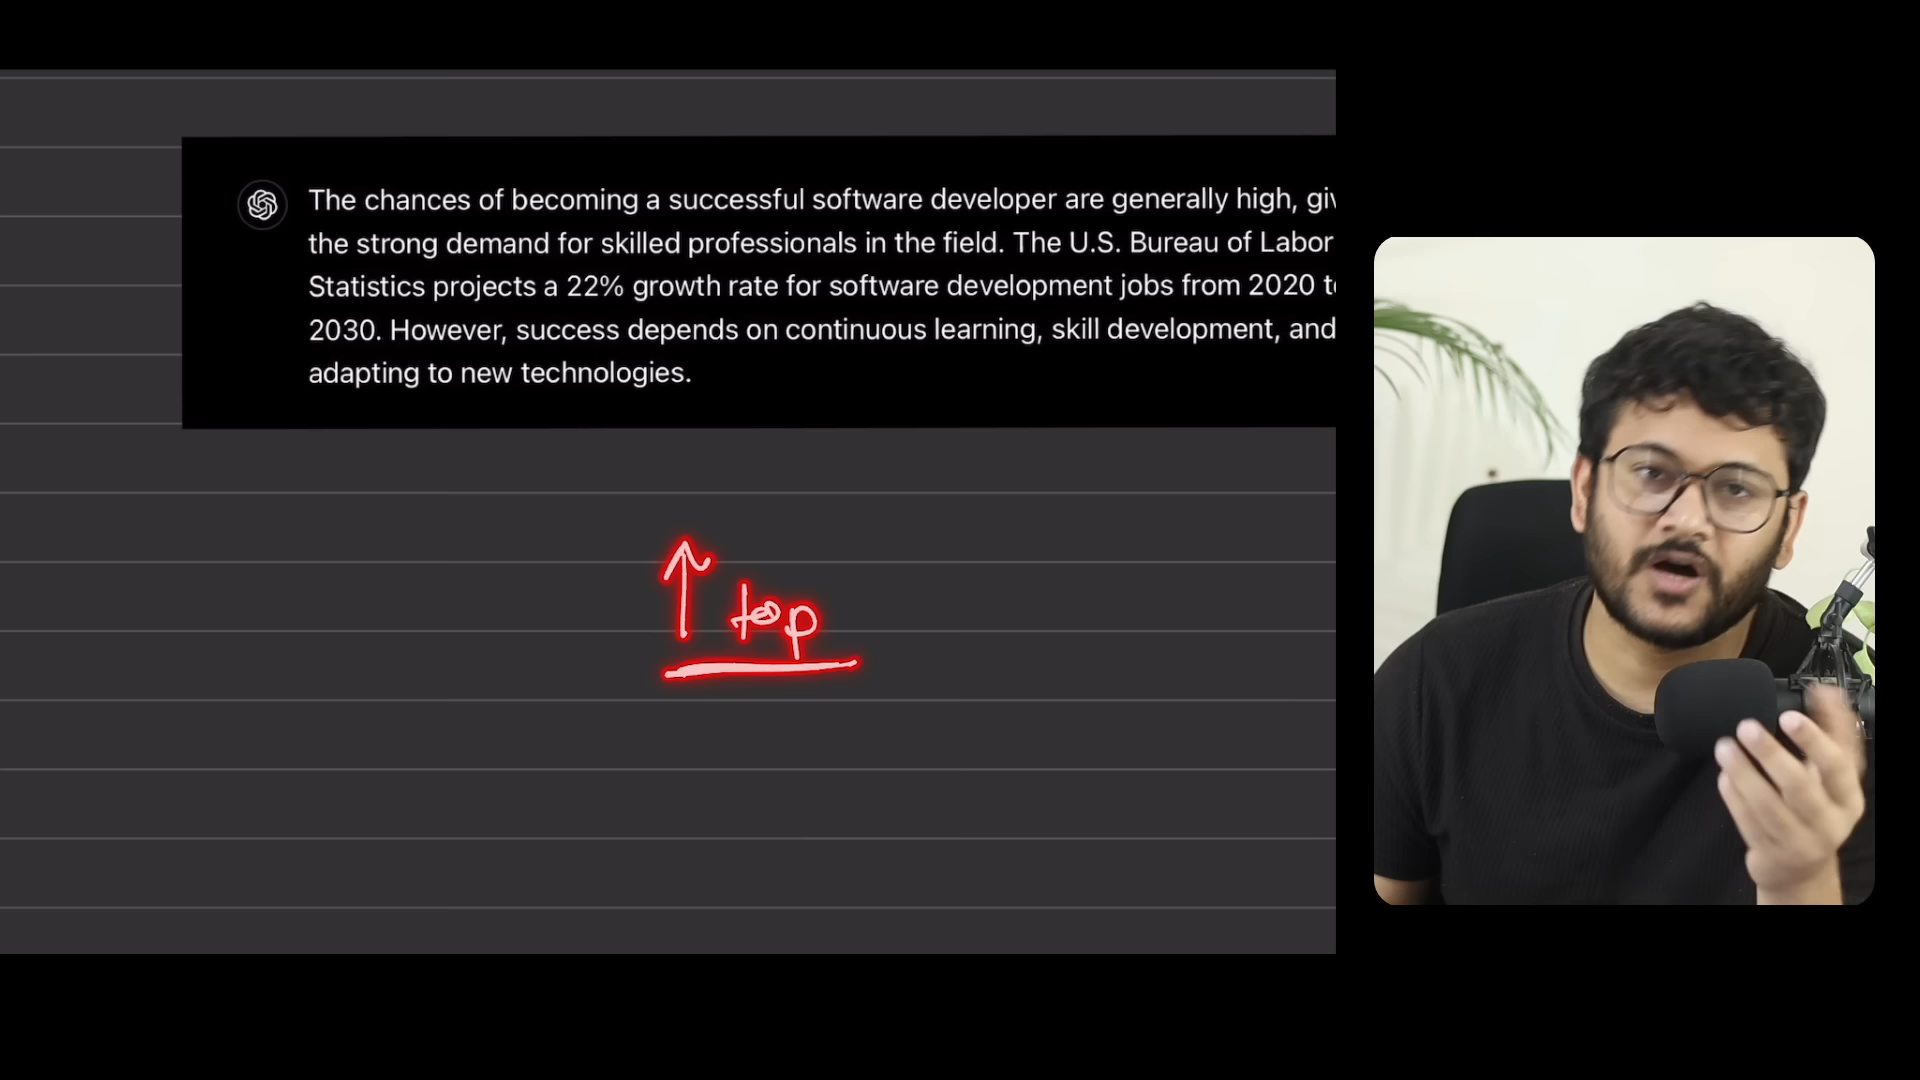 The chances of becoming a successful software developer are generally high, giv
the strong demand for skilled professionals in the field. The U.S. Bureau of Labor
Statistics projects a 22% growth rate for software development jobs from 2020 t
2030. However, success depends on continuous learning, skill development, and
adapting to new technologies.
top